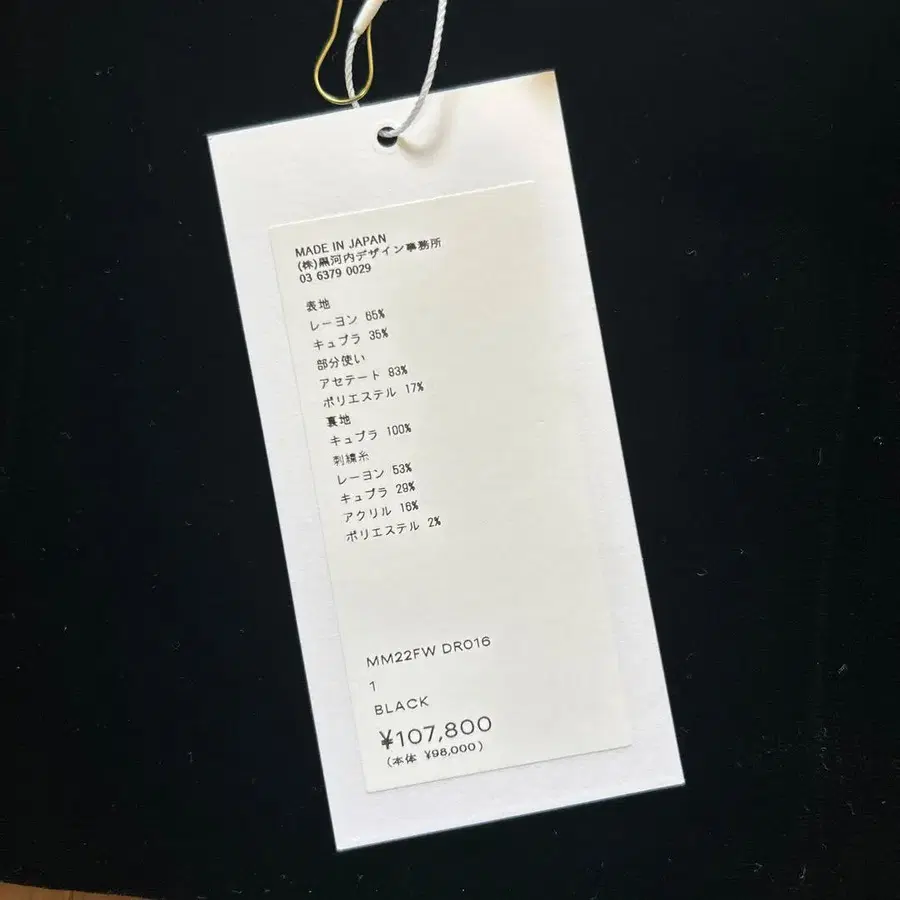 MADE IN JAPAN
(株)黒河内デザイン事務所
03 6379 0029
表地
レーヨン 65%
キュプラ 35%
部分使い
アセテート 83%
ポリエステル 17%
裏地
キュプラ 100%
刺繍糸
レーヨン 53%
キュプラ 29%
アクリル 16%
ポリエステル 2%
MM22FW DR016
1
BLACK
¥107,800
(本体 ¥98,000)